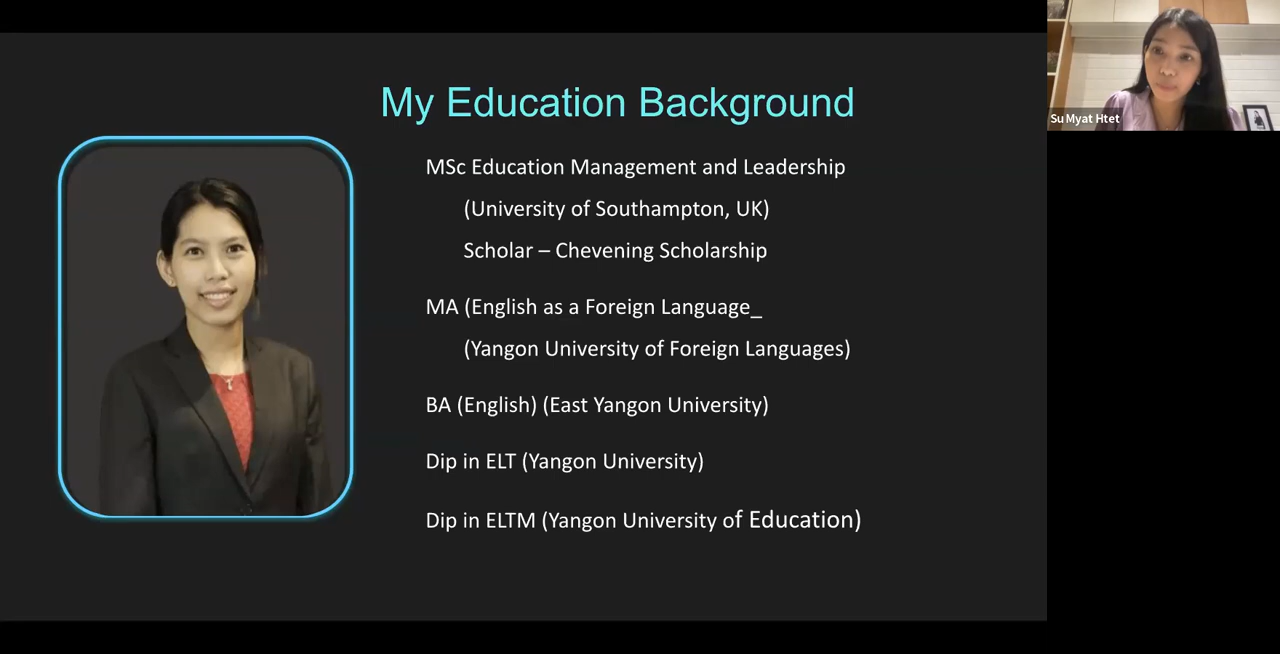 My Education Background
MSc Education Management and Leadership
(University of Southampton, UK)
Scholar – Chevening Scholarship
MA (English as a Foreign Language_
(Yangon University of Foreign Languages)
BA (English) (East Yangon University)
Dip in ELT (Yangon University)
Dip in ELTM (Yangon University of Education)
Su Myat Htet